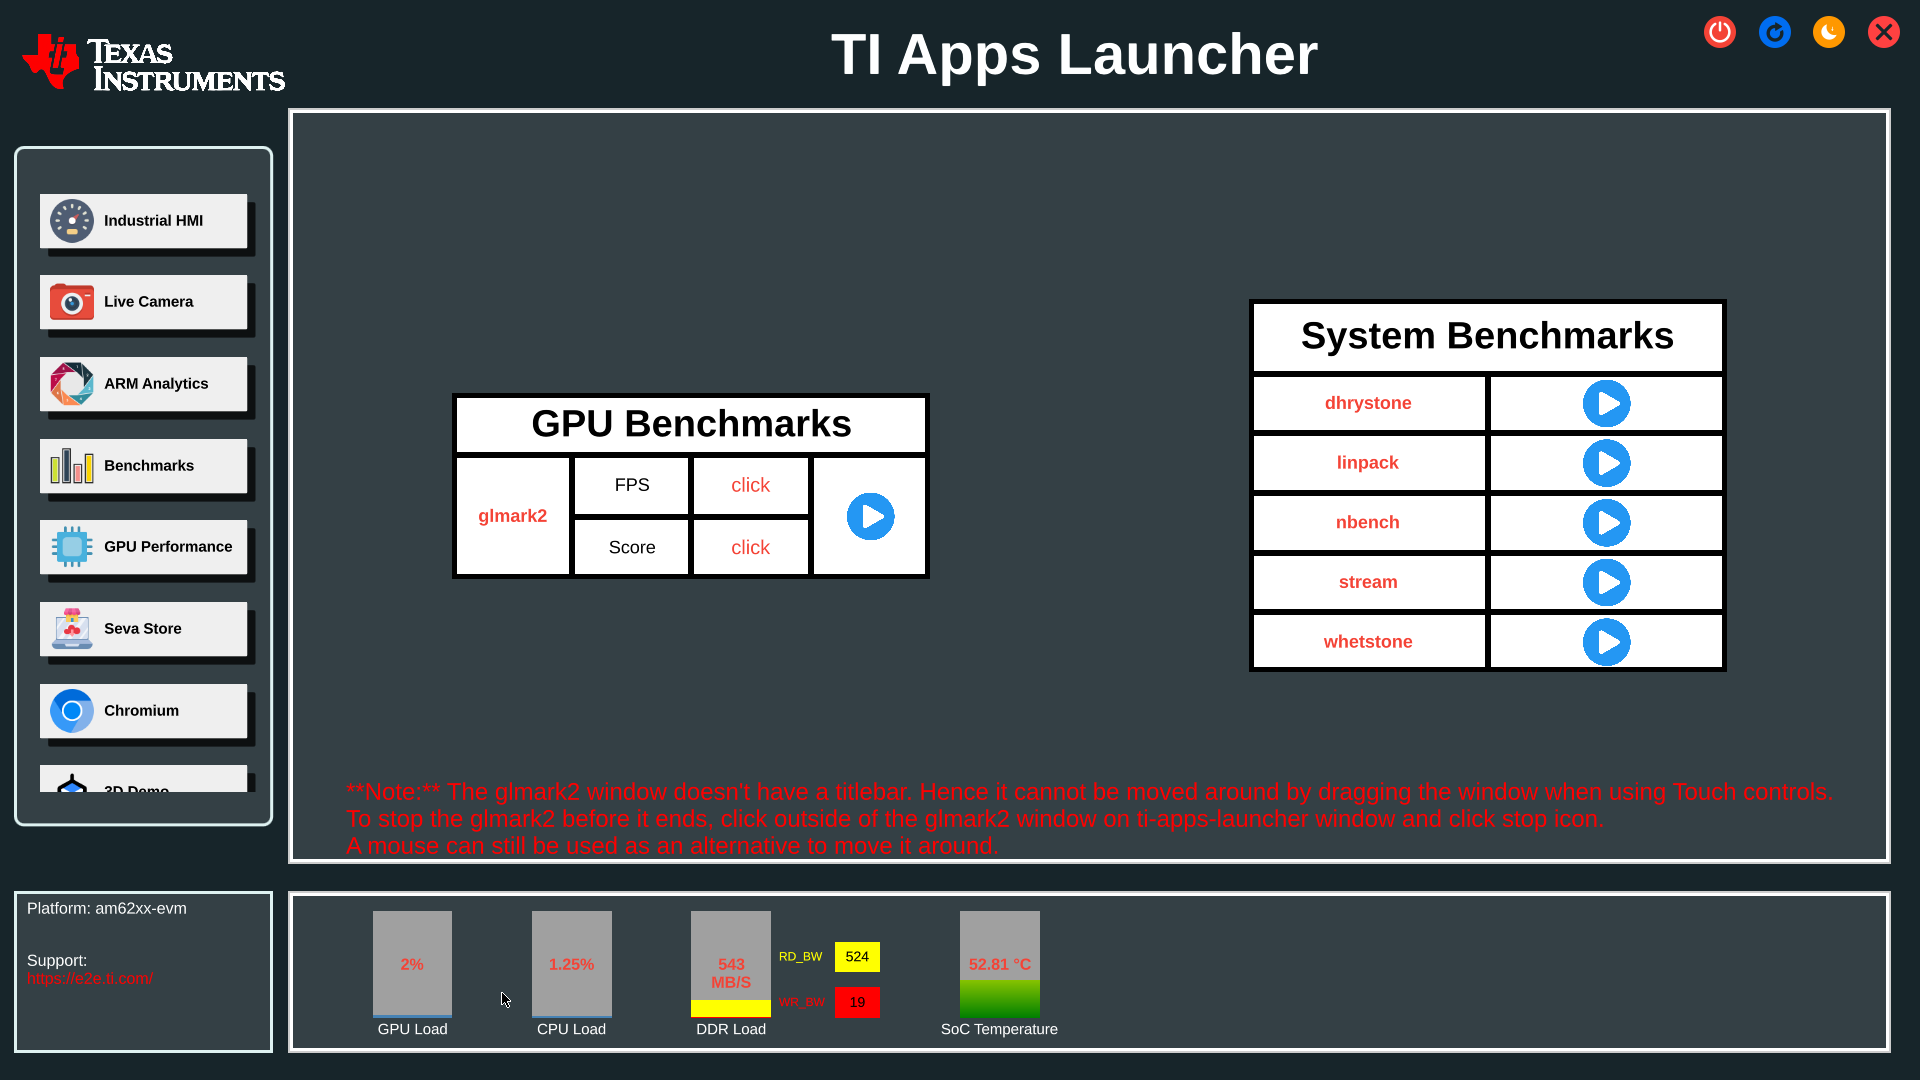 TEXAS
INSTRUMENTS
TI Apps Launcher
Industrial HMI
Live Camera
ARM Analytics
Benchmarks
GPU Performance
Seva Store
Chromium
3D Demo
GPU Benchmarks
glmark2
FPS
click
Score
click
System Benchmarks
dhrystone
linpack
nbench
stream
whetstone
**Note:** The glmark2 window doesn't have a titlebar. Hence it cannot be moved around by dragging the window when using Touch controls.
To stop the glmark2 before it ends, click outside of the glmark2 window on ti-apps-launcher window and click stop icon.
A mouse can still be used as an alternative to move it around.
Platform: am62xx-evm
Support:
https://e2e.ti.com/
2%
GPU Load
1.25%
CPU Load
543
MB/S
DDR Load
RD_BW
524
WR_BW
19
52.81 °C
SoC Temperature